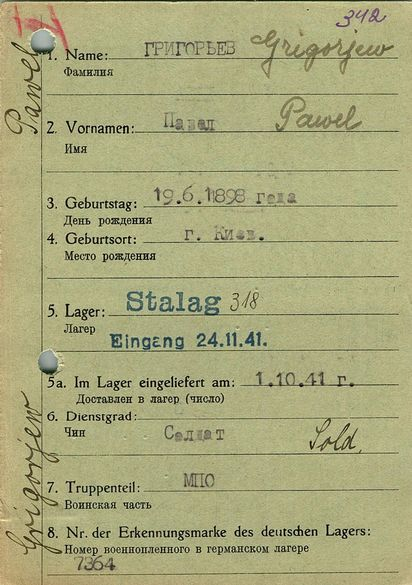 342
1. Name: ГРИГОРЬЕВ Grigorjew
Фамилия
Pawel
2. Vornamen: Павел Pawel
Имя
3. Geburtstag: 19.6.1898 года
День рождения
4. Geburtsort: г. Киев.
Место рождения
5. Lager: Stalag 318
Лагерь
Eingang 24.11.41.
5a. Im Lager eingeliefert am: 1.10.41 г.
Доставлен в лагерь (число)
6. Dienstgrad:
Чин Солдат Sold.
Grigorjew
7. Truppenteil: МПО
Воинская часть
8. Nr. der Erkennungsmarke des deutschen Lagers:
Номер военнопленного в германском лагере
7364